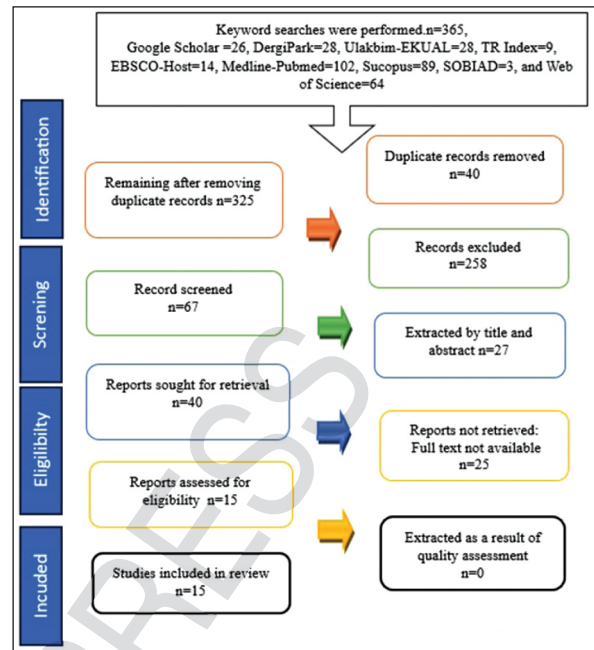 Keyword searches were performed.n=365,
Google Scholar =26, DergiPark=28, Ulakbim-EKUAL=28, TR Index=9,
EBSCO-Host=14, Medline-Pubmed=102, Sucopus=89, SOBIAD=3, and Web
of Science=64
Identification
Remaining after removing
duplicate records n=325
Duplicate records removed
n=40
Records excluded
n=258
Screening
Record screened
n=67
Extracted by title and
abstract n=27
Eligilibilty
Reports sought for retrieval
n=40
Reports not retrieved:
Full text not available
n=25
Reports assessed for
eligibility n=15
Extracted as a result of
quality assessment
n=0
Incuded
Studies included in review
n=15
PRESS